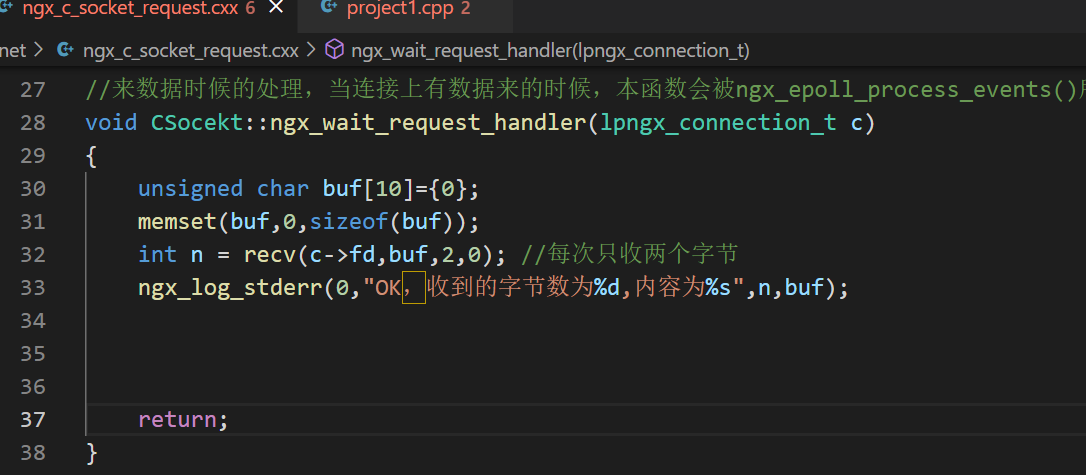 ngx_c_socket_request.cxx 6 project1.cpp 2
net > ngx_c_socket_request.cxx > ngx_wait_request_handler(lpngx_connection_t)
27 //来数据时候的处理，当连接上有数据来的时候，本函数会被ngx_epoll_process_events()
28 void CSocekt::ngx_wait_request_handler(lpngx_connection_t c)
29 {
30 unsigned char buf[10]={0};
31 memset(buf,0,sizeof(buf));
32 int n = recv(c->fd,buf,2,0); //每次只收两个字节
33 ngx_log_stderr(0,"OK，收到的字节数为%d,内容为%s",n,buf);
34
35
36
37 return;
38 }